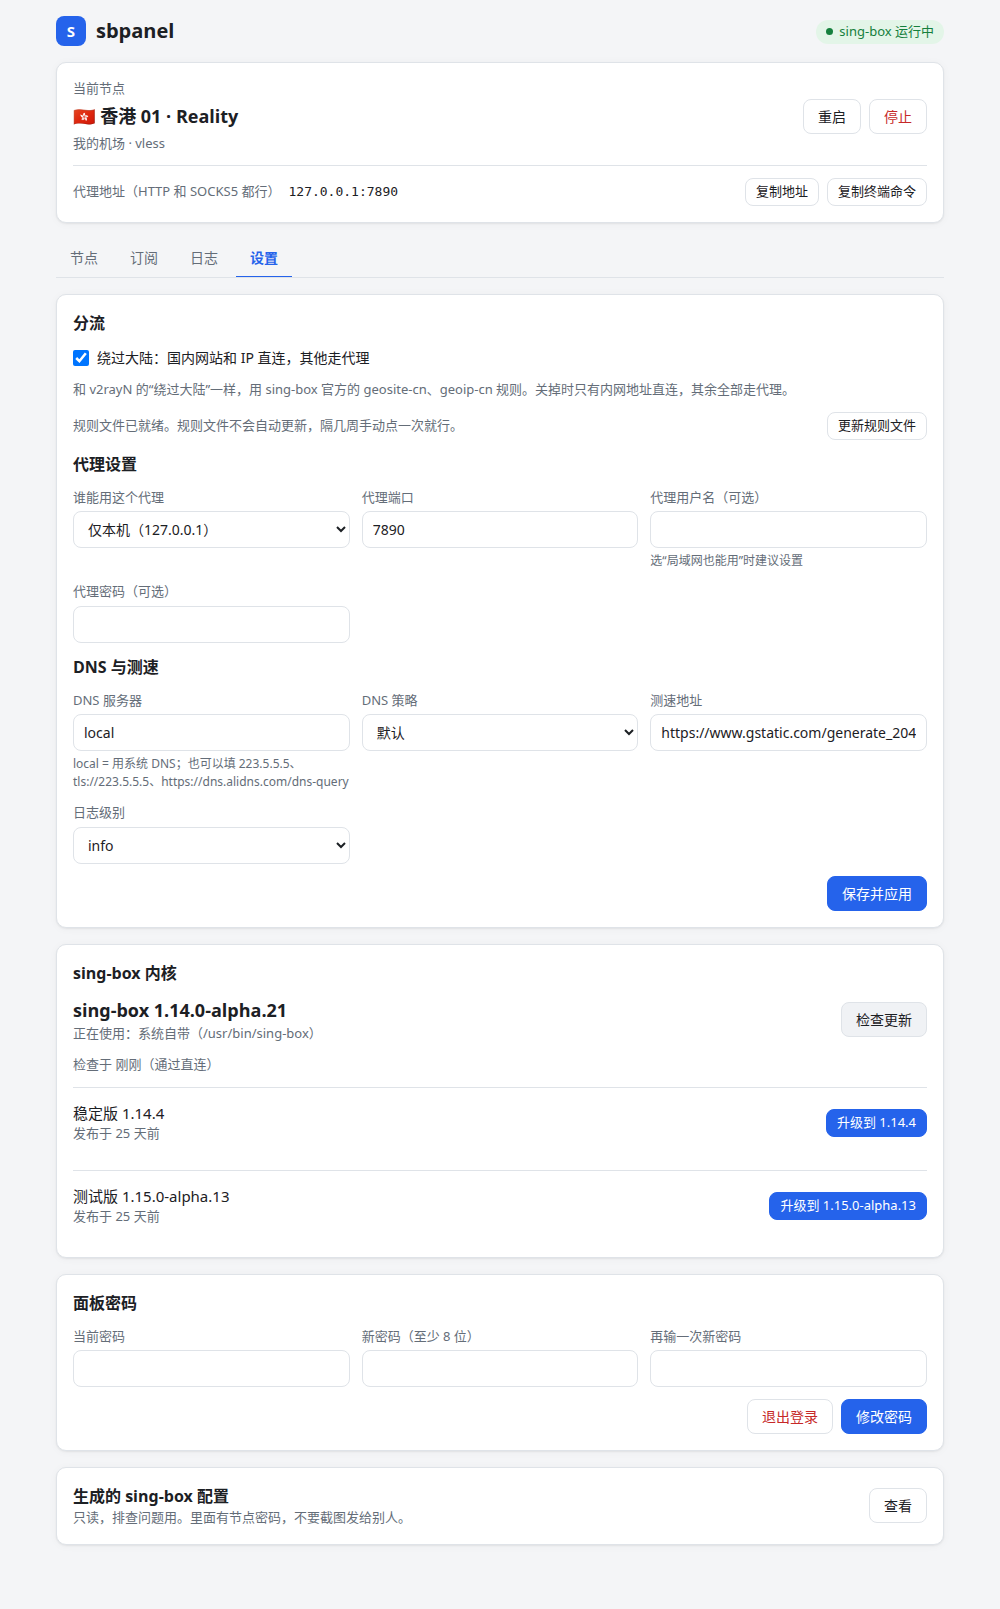 S sbpanel
sing-box 运行中
当前节点
🇭🇰 香港 01 · Reality
我的机场 · vless
重启
停止
代理地址（HTTP 和 SOCKS5 都行） 127.0.0.1:7890
复制地址
复制终端命令
节点
订阅
日志
设置
分流
绕过大陆：国内网站和 IP 直连，其他走代理
和 v2rayN 的“绕过大陆”一样，用 sing-box 官方的 geosite-cn、geoip-cn 规则。关掉时只有内网地址直连，其余全部走代理。
规则文件已就绪。规则文件不会自动更新，隔几周手动点一次就行。
更新规则文件
代理设置
谁能用这个代理
代理端口
代理用户名（可选）
仅本机（127.0.0.1）
7890
选“局域网也能用”时建议设置
代理密码（可选）
DNS 与测速
DNS 服务器
DNS 策略
测速地址
local
默认
https://www.gstatic.com/generate_204
local = 用系统 DNS；也可以填 223.5.5.5、
tls://223.5.5.5、https://dns.alidns.com/dns-query
日志级别
info
保存并应用
sing-box 内核
sing-box 1.14.0-alpha.21
正在使用：系统自带（/usr/bin/sing-box）
检查更新
检查于 刚刚（通过直连）
稳定版 1.14.4
发布于 25 天前
升级到 1.14.4
测试版 1.15.0-alpha.13
发布于 25 天前
升级到 1.15.0-alpha.13
面板密码
当前密码
新密码（至少 8 位）
再输一次新密码
退出登录
修改密码
生成的 sing-box 配置
只读，排查问题用。里面有节点密码，不要截图发给别人。
查看